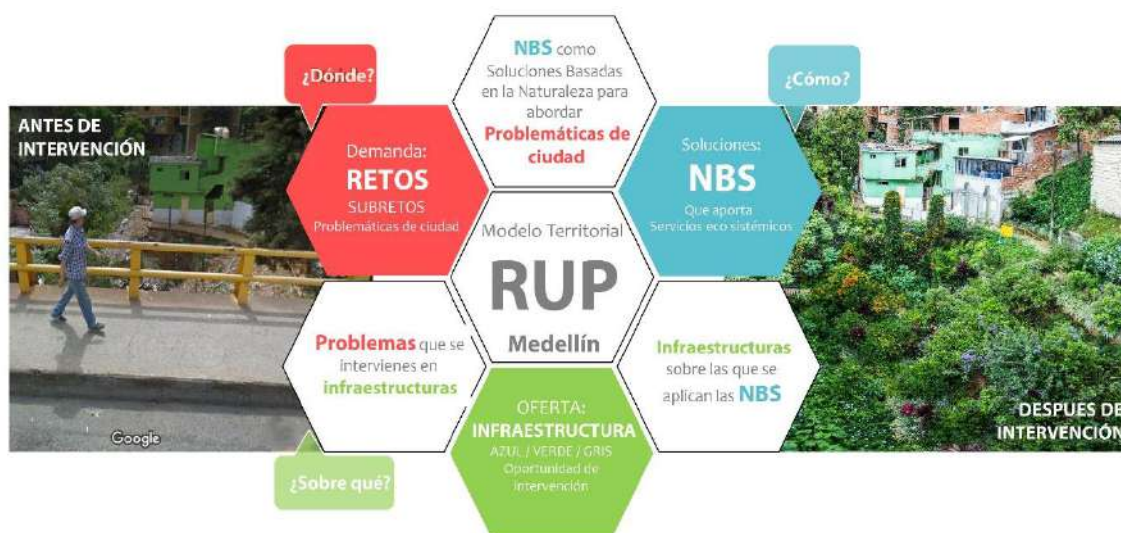 ANTES DE
INTERVENCIÓN
Google
¿Dónde?
Demanda:
RETOS
SUBRETOS
Problemáticas de ciudad
NBS como
Soluciones Basadas
en la Naturaleza para
abordar
Problemáticas de
ciudad
¿Cómo?
Soluciones:
NBS
Que aporta
Servicios eco sistémicos
Modelo Territorial
RUP
Medellín
Problemas que se
intervienes en
infraestructuras
Infraestructuras
sobre las que se
aplican las NBS
¿Sobre qué?
OFERTA:
INFRAESTRUCTURA
AZUL / VERDE / GRIS
Oportunidad de
Intervención
DESPUES DE
INTERVENCIÓN